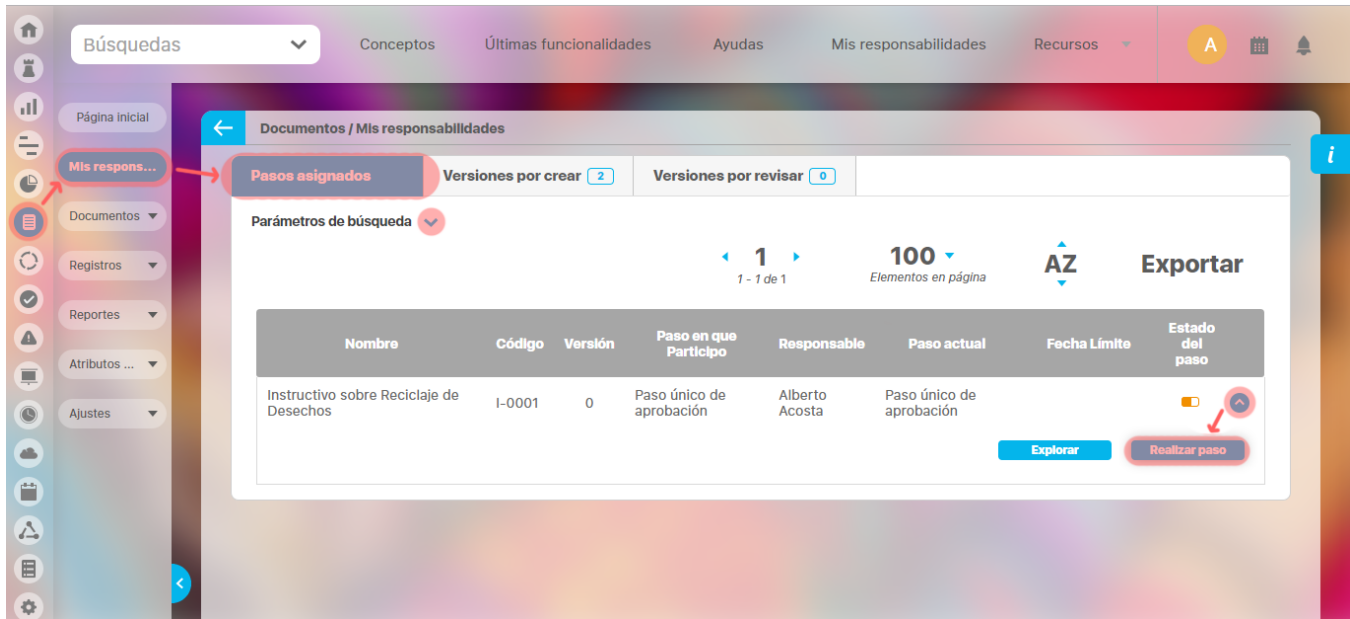 Búsquedas
Conceptos
Últimas funcionalidades
Ayudas
Mis responsabilidades
Recursos
A
Página inicial
Mis respons...
Documentos
Registros
Reportes
Atributos ...
Ajustes
Documentos / Mis responsabilidades
i
Pasos asignados
Versiones por crear 2
Versiones por revisar 0
Parámetros de búsqueda
1
1 - 1 de 1
100
Elementos en página
AZ
Exportar
Nombre
Código
Versión
Paso en que
Participo
Responsable
Paso actual
Fecha Límite
Estado
del
paso
Instructivo sobre Reciclaje de
Desechos
I-0001
0
Paso único de
aprobación
Alberto
Acosta
Paso único de
aprobación
Explorar
Realizar paso